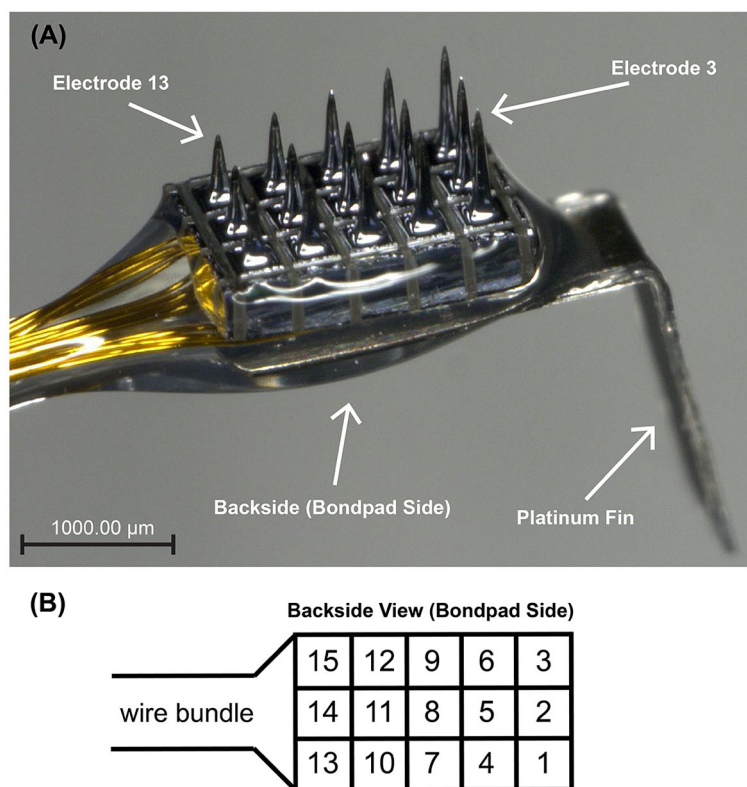 (A)
Electrode 13
Electrode 3
Backside (Bondpad Side)
Platinum Fin
1000.00 µm
(B)
Backside View (Bondpad Side)
15 12 9 6 3
wire bundle 14 11 8 5 2
13 10 7 4 1